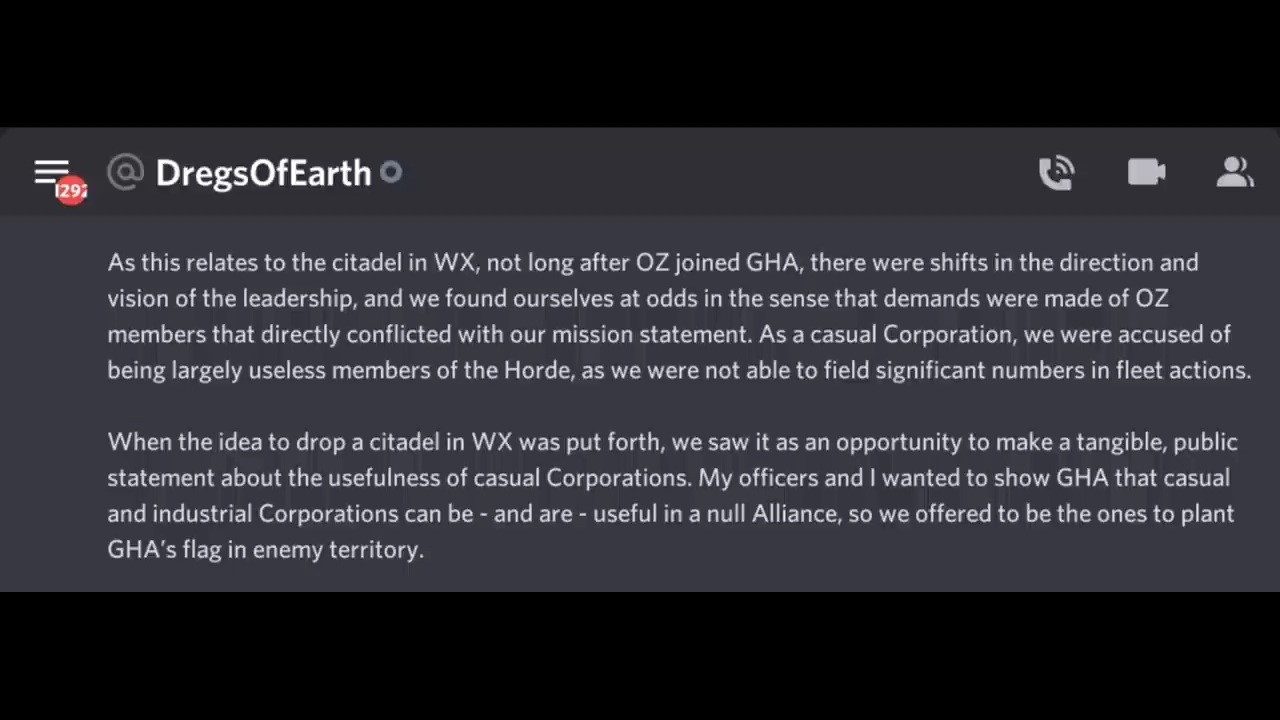 @ DregsOfEarth
As this relates to the citadel in WX, not long after OZ joined GHA, there were shifts in the direction and
vision of the leadership, and we found ourselves at odds in the sense that demands were made of OZ
members that directly conflicted with our mission statement. As a casual Corporation, we were accused of
being largely useless members of the Horde, as we were not able to field significant numbers in fleet actions.
When the idea to drop a citadel in WX was put forth, we saw it as an opportunity to make a tangible, public
statement about the usefulness of casual Corporations. My officers and I wanted to show GHA that casual
and industrial Corporations can be - and are - useful in a null Alliance, so we offered to be the ones to plant
GHA's flag in enemy territory.